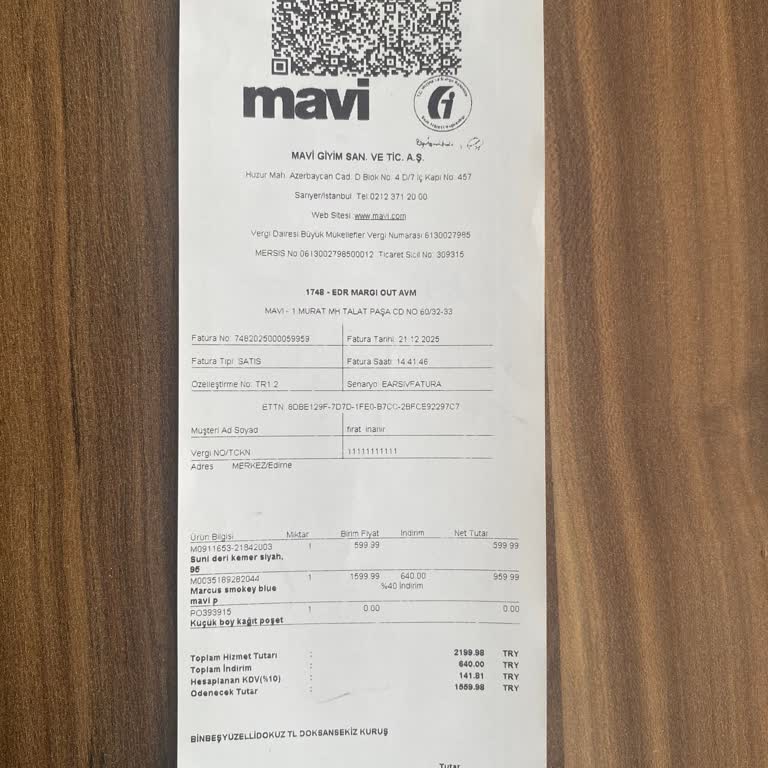 mavi
MAVİ GİYİM SAN. VE TİC. A.Ş.
Huzur Mah. Azerbaycan Cad. D Blok No: 4 D/7 İç Kapı No: 457
Sarıyer/Istanbul Tel:0212 371 20 00
Web Sitesi: www.mavi.com
Vergi Dairesi:Büyük Mükellefler Vergi Numarası 6130027985
MERSIS No 0613002798500012 Ticaret Sicil No: 309315
1748 - EDR MARGI OUT AVM
MAVI - 1.MURAT MH TALAT PAŞA CD NO 60/32-33
Fatura No: 7482025000059959 Fatura Tarihi: 21.12.2025
Fatura Tipi: SATIS Fatura Saati: 14:41:46
Özelleştirme No: TR1.2 Senaryo: EARSIVFATURA
ETTN: 8DBE129F-7D7D-1FE0-B7CC-2BFCE92297C7
Müşteri Ad Soyad fırat inanir
Vergi NO/TCKN 11111111111
Adres MERKEZ/Edirne
Ürün Bilgisi Miktar Birim Fiyat İndirim Net Tutar
M0911653-21842003 1 599.99 599.99
Suni deri kemer siyah,
95
M0035189282044 1 1599.99 640.00 959.99
Marcus smokey blue %40 İndirim
mavi p
PO393915 1 0.00 0.00
Küçük boy kağıt poşet
Toplam Hizmet Tutarı : 2199.98 TRY
Toplam İndirim : 640.00 TRY
Hesaplanan KDV(%10) : 141.81 TRY
Ödenecek Tutar : 1559.98 TRY
BİNBEŞYÜZELLİDOKUZ TL DOKSANSEKİZ KURUŞ
Tutar